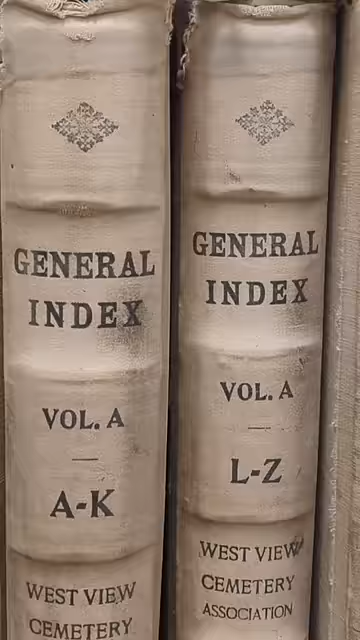 GENERAL
INDEX
VOL. A
A-K
WEST VIEW
CEMETERY
GENERAL
INDEX
VOL. A
L-Z
WEST VIEW
CEMETERY
ASSOCIATION